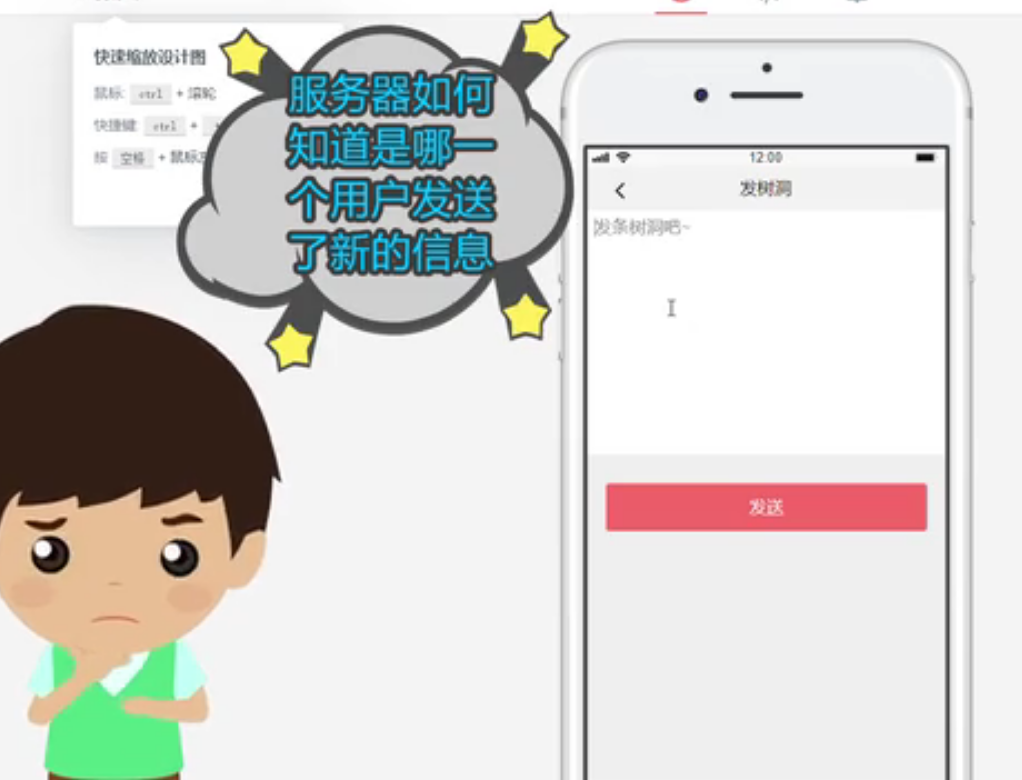 快速缩放设计图
鼠标: ctrl + 滚轮
快捷键 ctrl +
按 空格 + 鼠标
服务器如何
知道是哪一
个用户发送
了新的信息
12:00
发树洞
发条树洞吧~
发送